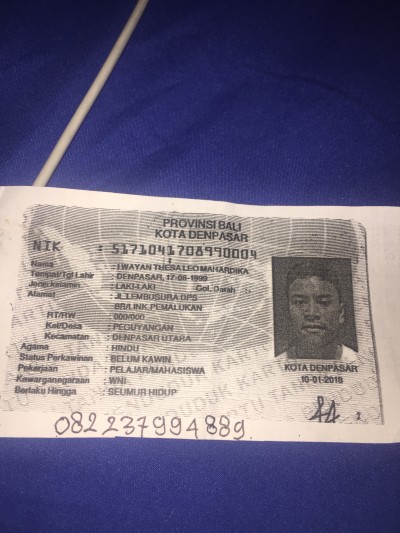 PROVINSI BALI
KOTA DENPASAR
NIK : 5171041708990004
Nama : I WAYAN THESA LEO MAHARDIKA
Tempat/Tgl Lahir : DENPASAR, 17-08-1999
Jenis kelamin : LAKI-LAKI Gol. Darah :
Alamat : JL.LEMBUSURA DPS
BR/LINK.PEMALUKAN
RT/RW : 000/000
Kel/Desa : PEGUYANGAN
Kecamatan : DENPASAR UTARA
Agama : HINDU
Status Perkawinan : BELUM KAWIN
Pekerjaan : PELAJAR/MAHASISWA
Kewarganegaraan : WNI
Berlaku Hingga : SEUMUR HIDUP
KOTA DENPASAR
10-01-2018
082237994889